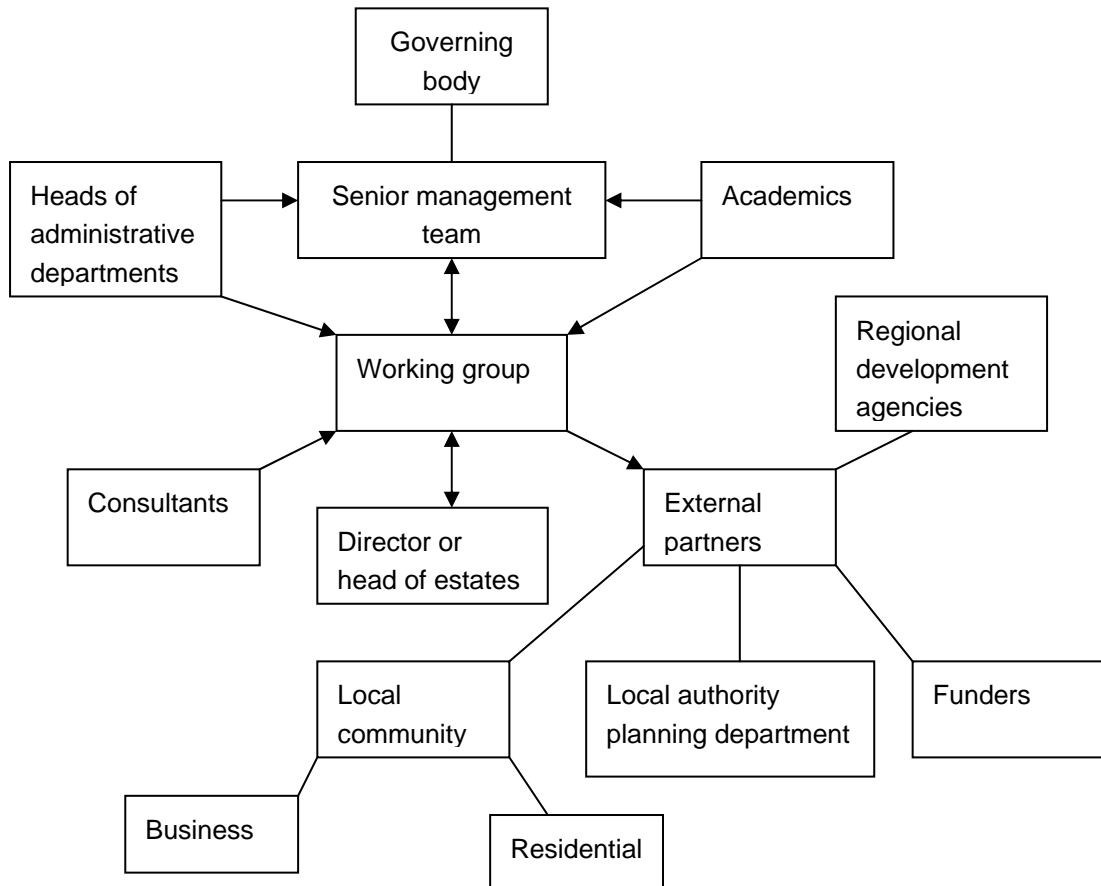 Governing
body
Heads of
administrative
departments
Senior management
team
Academics
Working group
Regional
development
agencies
Consultants
Director or
head of estates
External
partners
Local
community
Local authority
planning department
Funders
Business
Residential